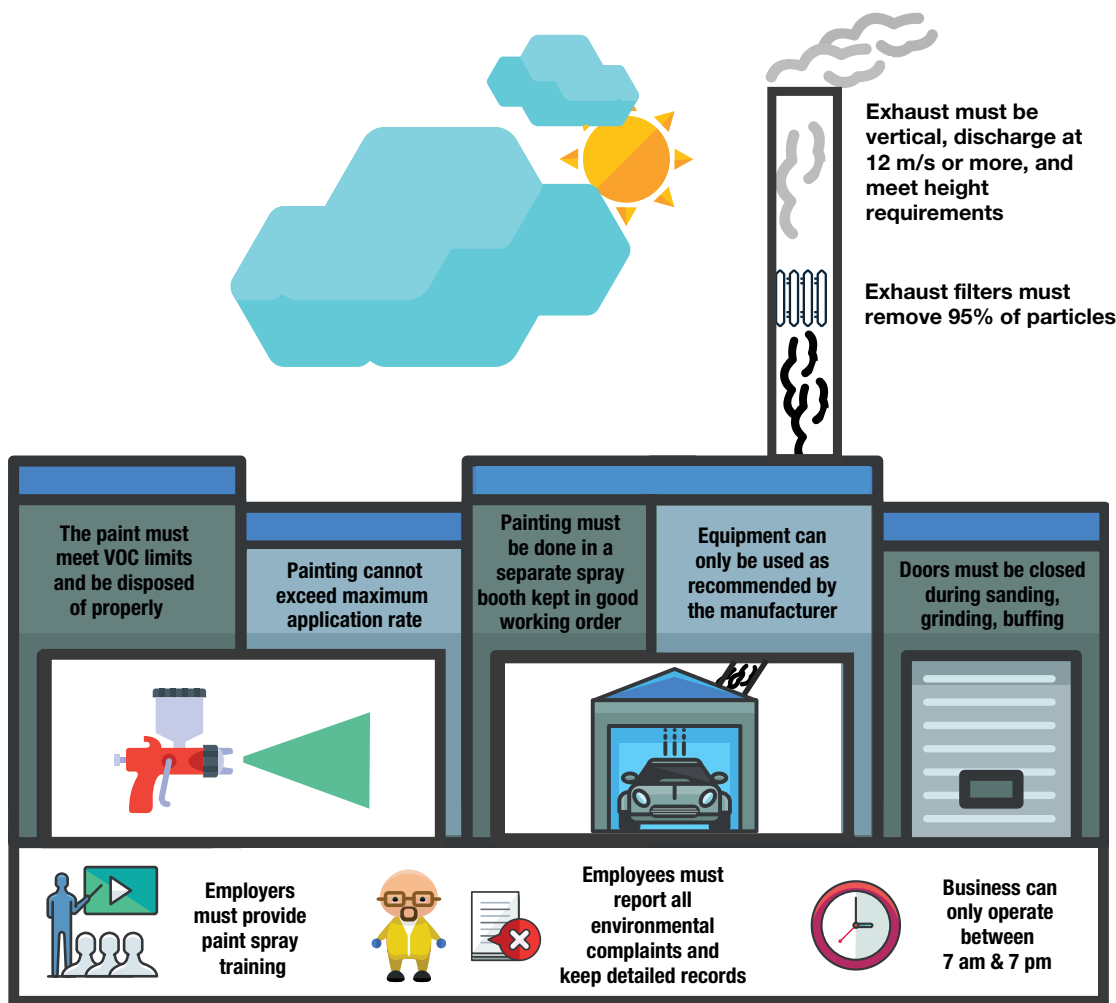 Exhaust must be
vertical, discharge at
12 m/s or more, and
meet height
requirements
Exhaust filters must
remove 95% of particles
The paint must
meet VOC limits
and be disposed
of properly
Painting cannot
exceed maximum
application rate
Painting must
be done in a
separate spray
booth kept in good
working order
Equipment can
only be used as
recommended by
the manufacturer
Doors must be closed
during sanding,
grinding, buffing
Employers
must provide
paint spray
training
Employees must
report all
environmental
complaints and
keep detailed records
Business can
only operate
between
7 am & 7 pm